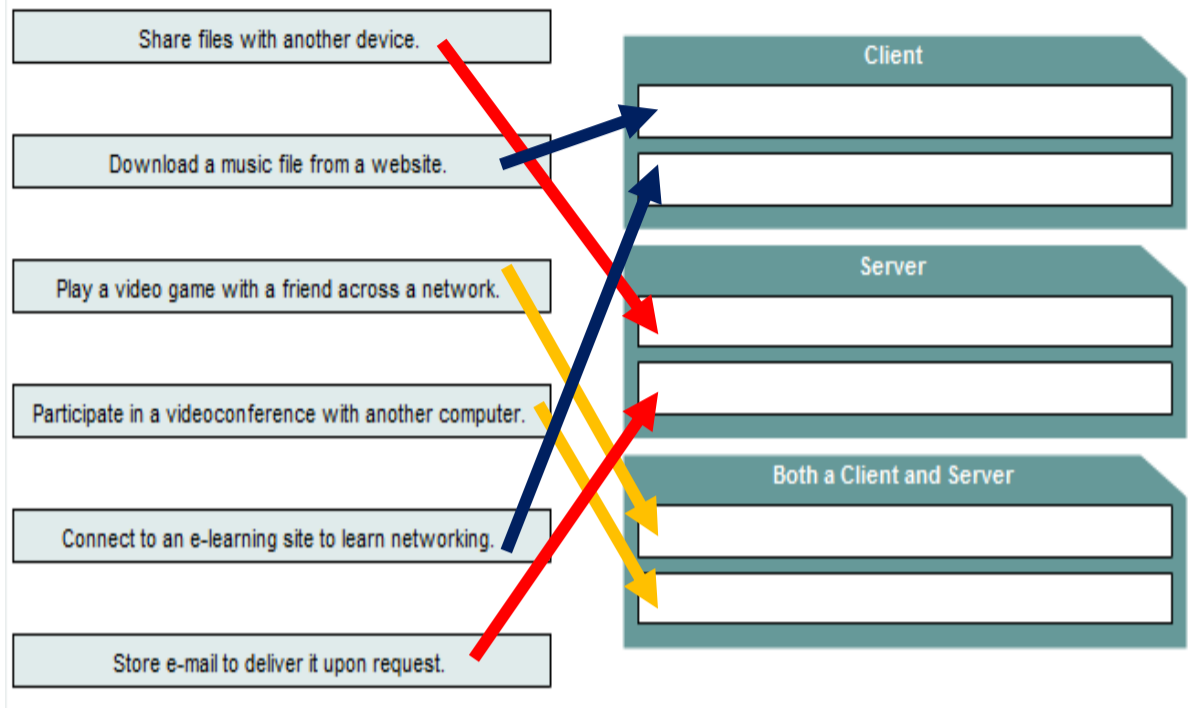 Share files with another device.
Download a music file from a website.
Play a video game with a friend across a network.
Participate in a videoconference with another computer.
Connect to an e-learning site to learn networking.
Store e-mail to deliver it upon request.
Client
Server
Both a Client and Server